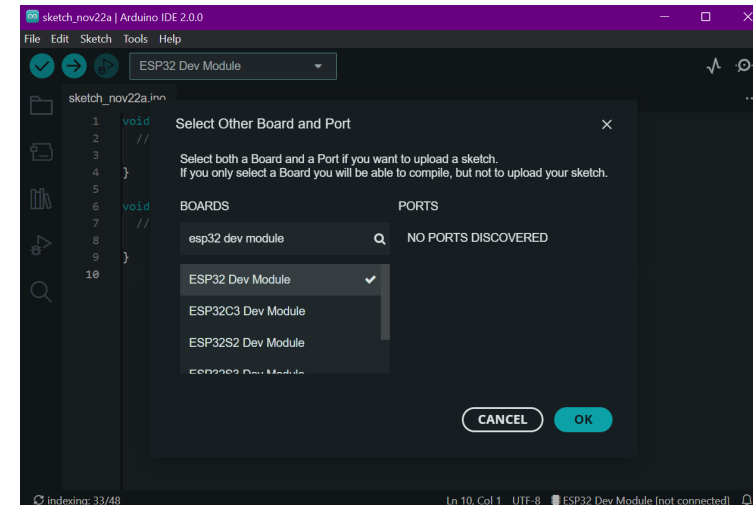 sketch_nov22a | Arduino IDE 2.0.0
File Edit Sketch Tools Help
ESP32 Dev Module
sketch_nov22a.ino
1 void
2 //
3
4 }
5
6 void
7 //
8
9 }
10
Select Other Board and Port
Select both a Board and a Port if you want to upload a sketch.
If you only select a Board you will be able to compile, but not to upload your sketch.
BOARDS
PORTS
esp32 dev module
NO PORTS DISCOVERED
ESP32 Dev Module
ESP32C3 Dev Module
ESP32S2 Dev Module
ESP32S3 Dev Module
CANCEL
OK
indexing: 33/48
Ln 10, Col 1 UTF-8 ESP32 Dev Module [not connected]